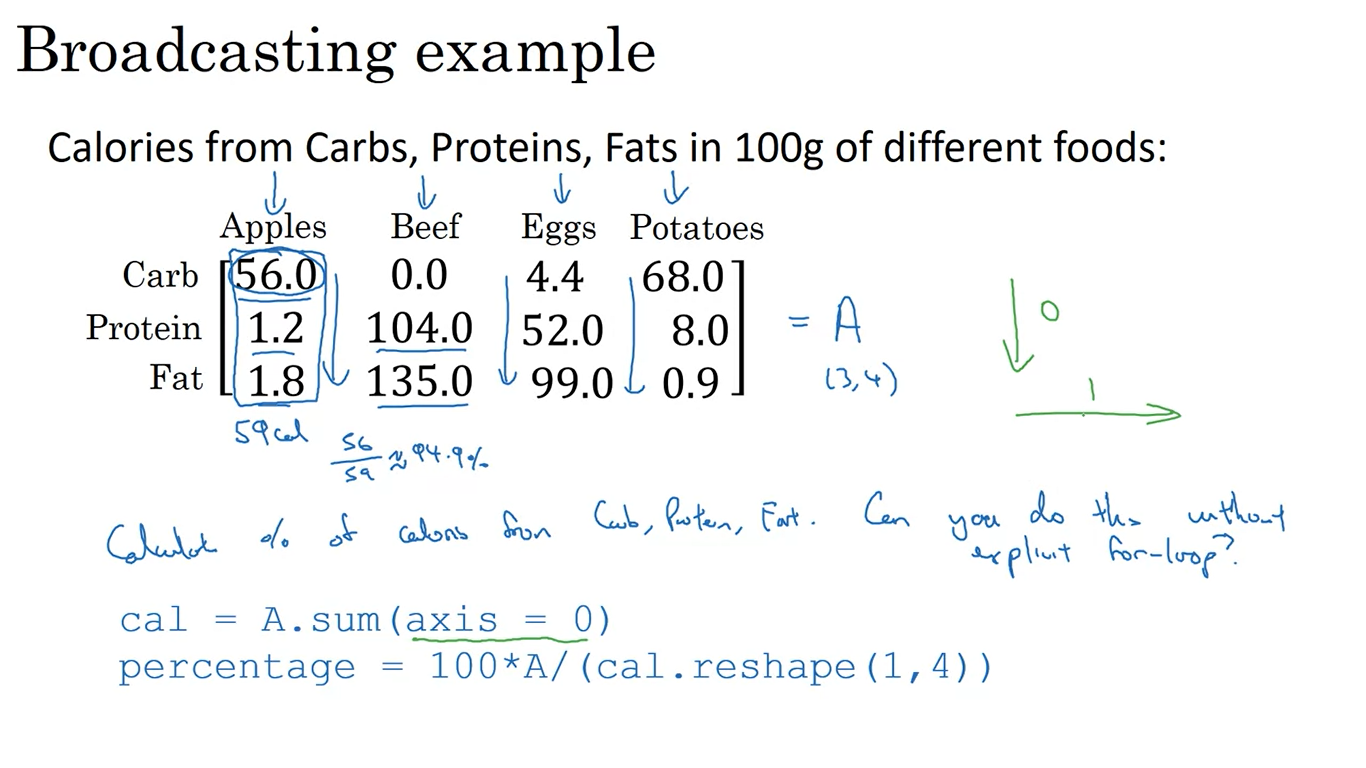 Broadcasting example
Calories from Carbs, Proteins, Fats in 100g of different foods:
Apples Beef Eggs Potatoes
Carb 56.0 0.0 4.4 68.0
Protein 1.2 104.0 52.0 8.0
Fat 1.8 135.0 99.0 0.9
= A
(3,4)
0
1
59 cal
56/59 ≈ 94.9%
Calculate % of calories from Carb, Protein, Fat. Can you do this without
explicit for-loop?
cal = A.sum(axis = 0)
percentage = 100*A/(cal.reshape(1,4))